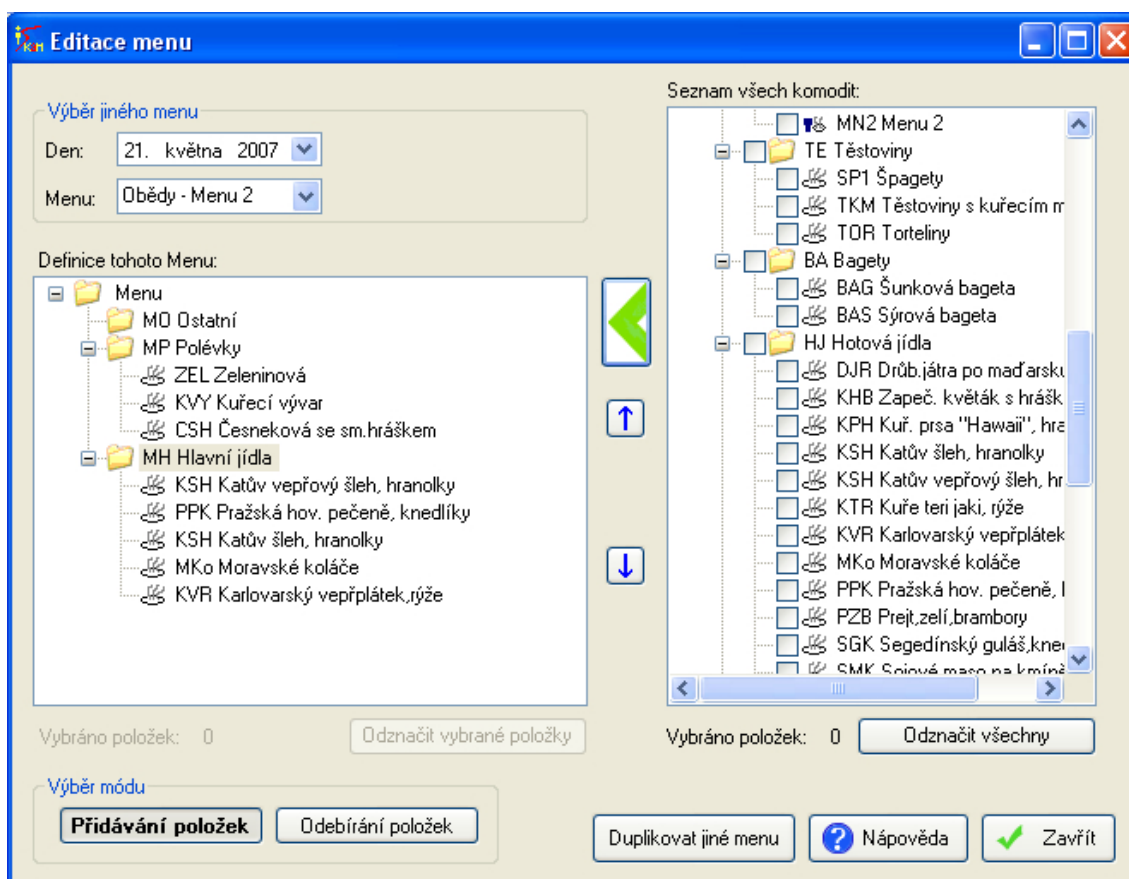 Editace menu
Výběr jiného menu
Den: 21. května 2007
Menu: Obědy - Menu 2
Definice tohoto Menu:
Menu
MO Ostatní
MP Polévky
ZEL Zeleninová
KVY Kuřecí vývar
CSH Česneková se sm.hráškem
MH Hlavní jídla
KSH Katův vepřový šleh, hranolky
PPK Pražská hov. pečeně, knedlíky
KSH Katův šleh, hranolky
MKo Moravské koláče
KVR Karlovarský vepřplátek,rýže
Vybráno položek: 0
Odznačit vybrané položky
Výběr módu
Přidávání položek
Odebírání položek
Seznam všech komodit:
MN2 Menu 2
TE Těstoviny
SP1 Špagety
TKM Těstoviny s kuřecím m
TOR Torteliny
BA Bagety
BAG Šunková bageta
BAS Sýrová bageta
HJ Hotová jídla
DJR Drůb.játra po maďarsku
KHB Zapeč. květák s hrášk
KPH Kuř. prsa "Hawaii", hra
KSH Katův šleh, hranolky
KSH Katův vepřový šleh, hr
KTR Kuře teri jaki, rýže
KVR Karlovarský vepřplátek
MKo Moravské koláče
PPK Pražská hov. pečeně,
PZB Prejt,zelí,brambory
SGK Segedínský guláš,kne
SMK Sojové maso na kmíně
Vybráno položek: 0
Odznačit všechny
Duplikovat jiné menu
Nápověda
Zavřít